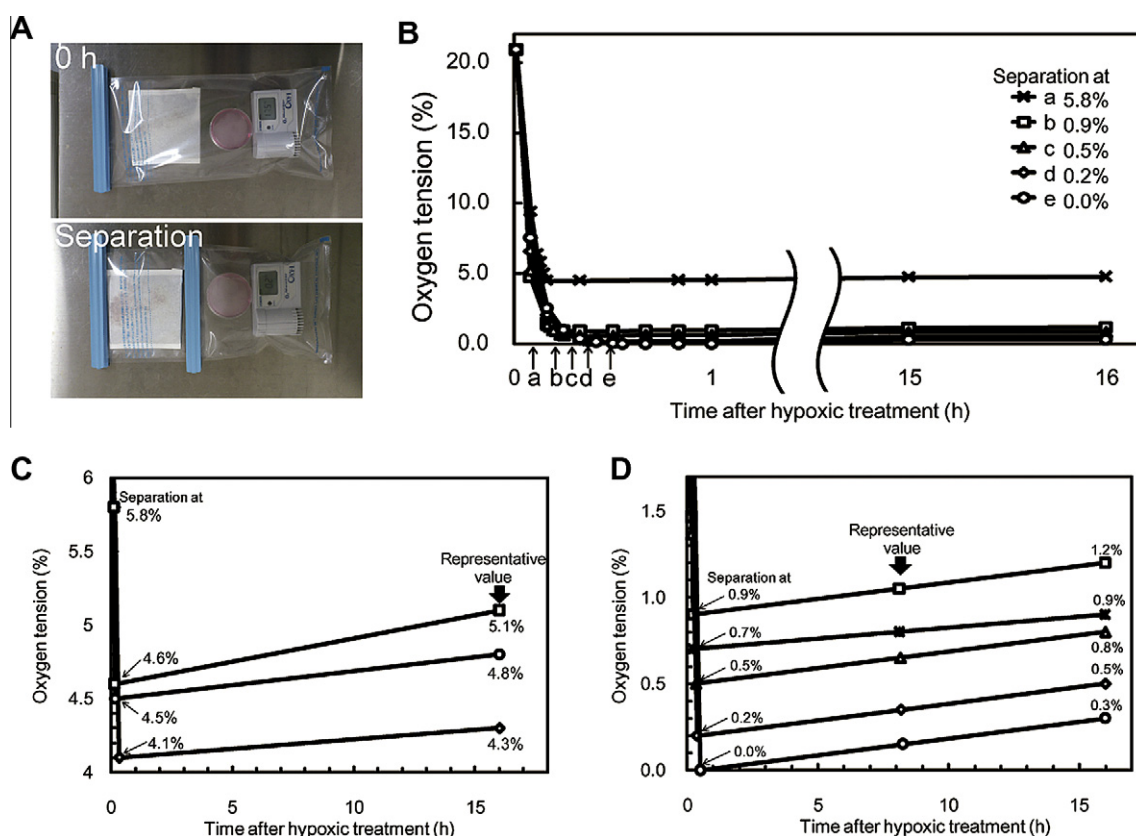 A
0 h
Separation
B
Oxygen tension (%)
20.0
15.0
10.0
5.0
0.0
Separation at
a 5.8%
b 0.9%
c 0.5%
d 0.2%
e 0.0%
0 a b c d e 1 15 16
Time after hypoxic treatment (h)
C
Oxygen tension (%)
6
5.5
5
4.5
4
Separation at
5.8%
Representative
value
5.1%
4.6%
4.8%
4.5%
4.1%
4.3%
0 5 10 15
Time after hypoxic treatment (h)
D
Oxygen tension (%)
1.5
1.0
0.5
0.0
Representative
value
1.2%
Separation at
0.9%
0.9%
0.7%
0.8%
0.5%
0.5%
0.2%
0.3%
0.0%
0 5 10 15
Time after hypoxic treatment (h)